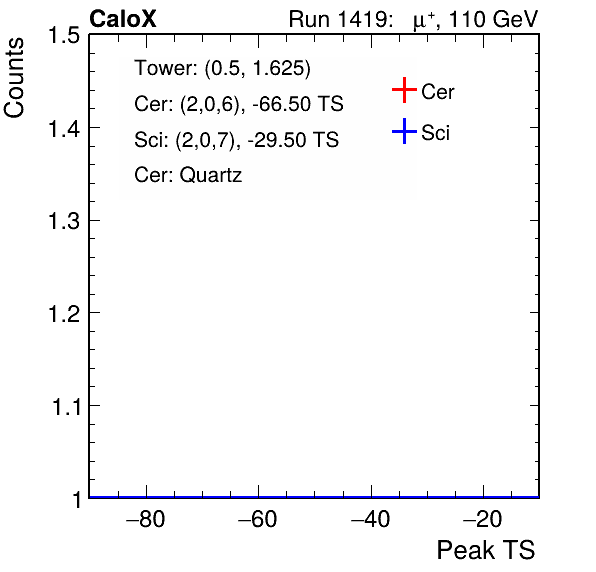 CaloX Run 1419: μ⁺, 110 GeV
Counts
1.5
1.4
1.3
1.2
1.1
1
Tower: (0.5, 1.625)
Cer: (2,0,6), -66.50 TS
Sci: (2,0,7), -29.50 TS
Cer: Quartz
Cer
Sci
−80 −60 −40 −20
Peak TS